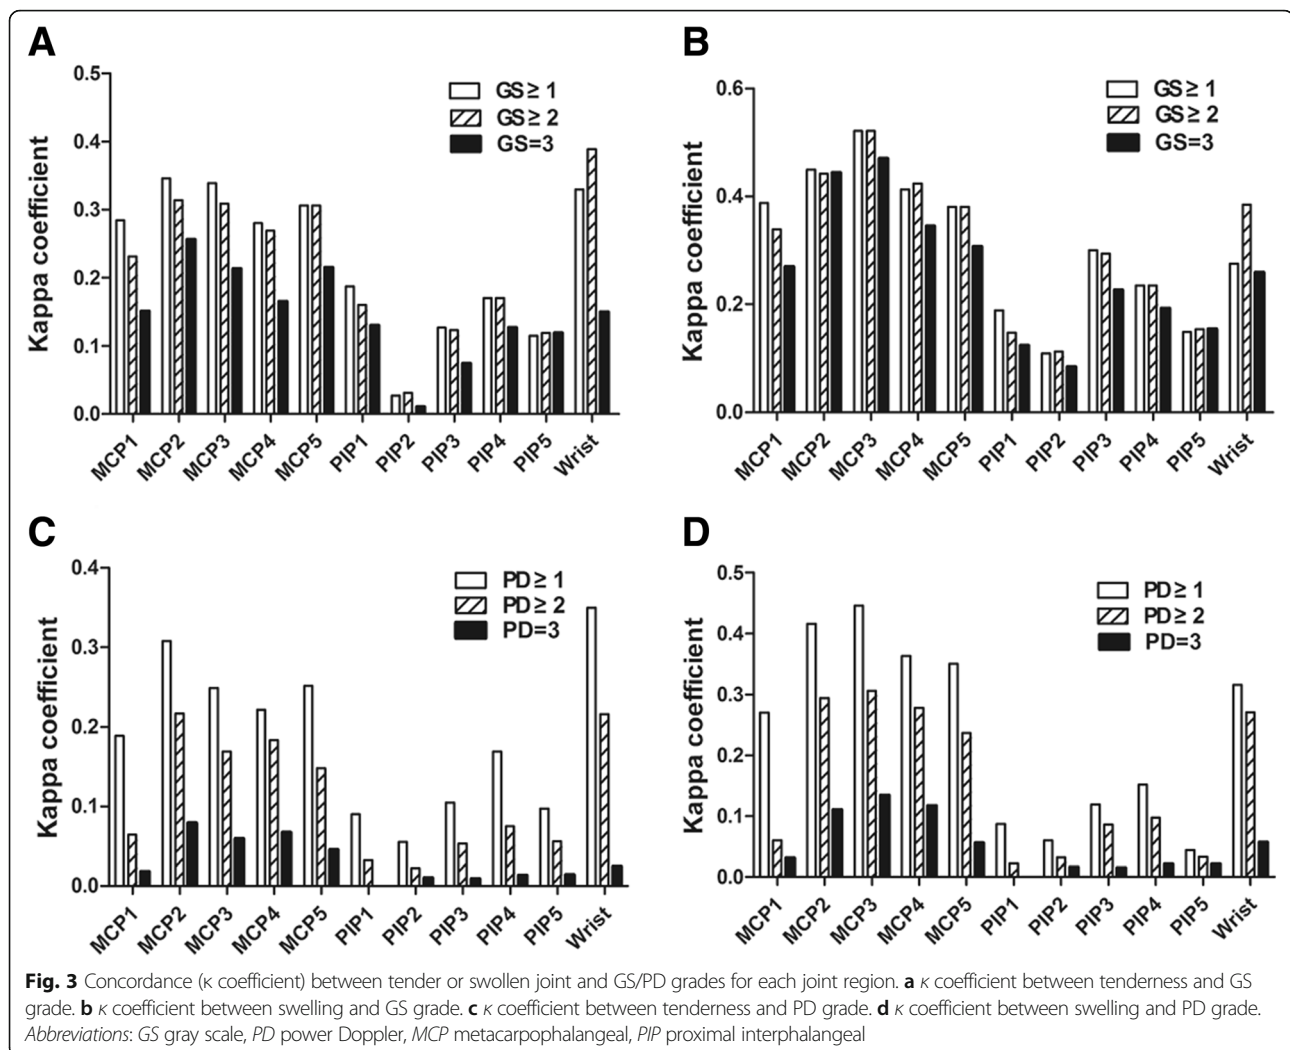 A
Kappa coefficient
0.5
0.4
0.3
0.2
0.1
0.0
GS ≥ 1
GS ≥ 2
GS=3
MCP1
MCP2
MCP3
MCP4
MCP5
PIP1
PIP2
PIP3
PIP4
PIP5
Wrist
B
Kappa coefficient
0.6
0.4
0.2
0.0
GS ≥ 1
GS ≥ 2
GS=3
MCP1
MCP2
MCP3
MCP4
MCP5
PIP1
PIP2
PIP3
PIP4
PIP5
Wrist
C
Kappa coefficient
0.4
0.3
0.2
0.1
0.0
PD ≥ 1
PD ≥ 2
PD=3
MCP1
MCP2
MCP3
MCP4
MCP5
PIP1
PIP2
PIP3
PIP4
PIP5
Wrist
D
Kappa coefficient
0.5
0.4
0.3
0.2
0.1
0.0
PD ≥ 1
PD ≥ 2
PD=3
MCP1
MCP2
MCP3
MCP4
MCP5
PIP1
PIP2
PIP3
PIP4
PIP5
Wrist
Fig. 3 Concordance (κ coefficient) between tender or swollen joint and GS/PD grades for each joint region. a κ coefficient between tenderness and GS
grade. b κ coefficient between swelling and GS grade. c κ coefficient between tenderness and PD grade. d κ coefficient between swelling and PD grade.
Abbreviations: GS gray scale, PD power Doppler, MCP metacarpophalangeal, PIP proximal interphalangeal